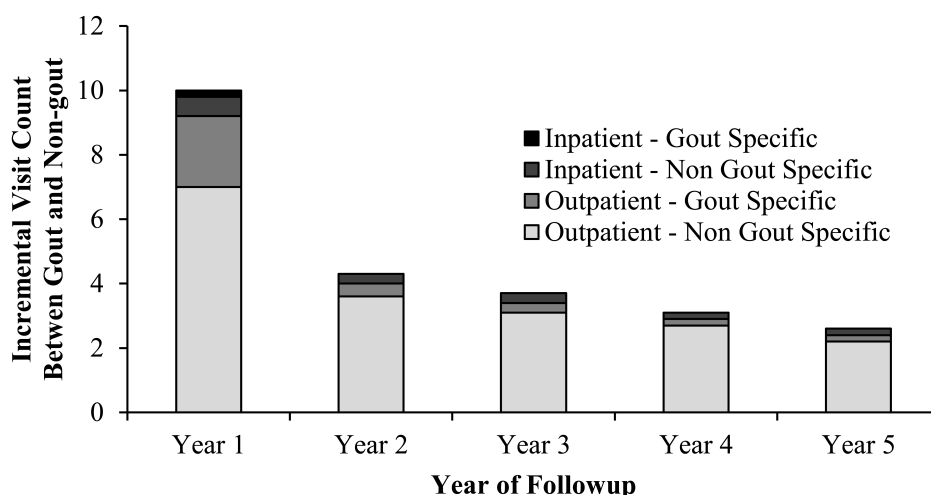 12
10
8
6
4
2
0
Incremental Visit Count
Betwen Gout and Non-gout
Inpatient - Gout Specific
Inpatient - Non Gout Specific
Outpatient - Gout Specific
Outpatient - Non Gout Specific
Year 1
Year 2
Year 3
Year 4
Year 5
Year of Followup